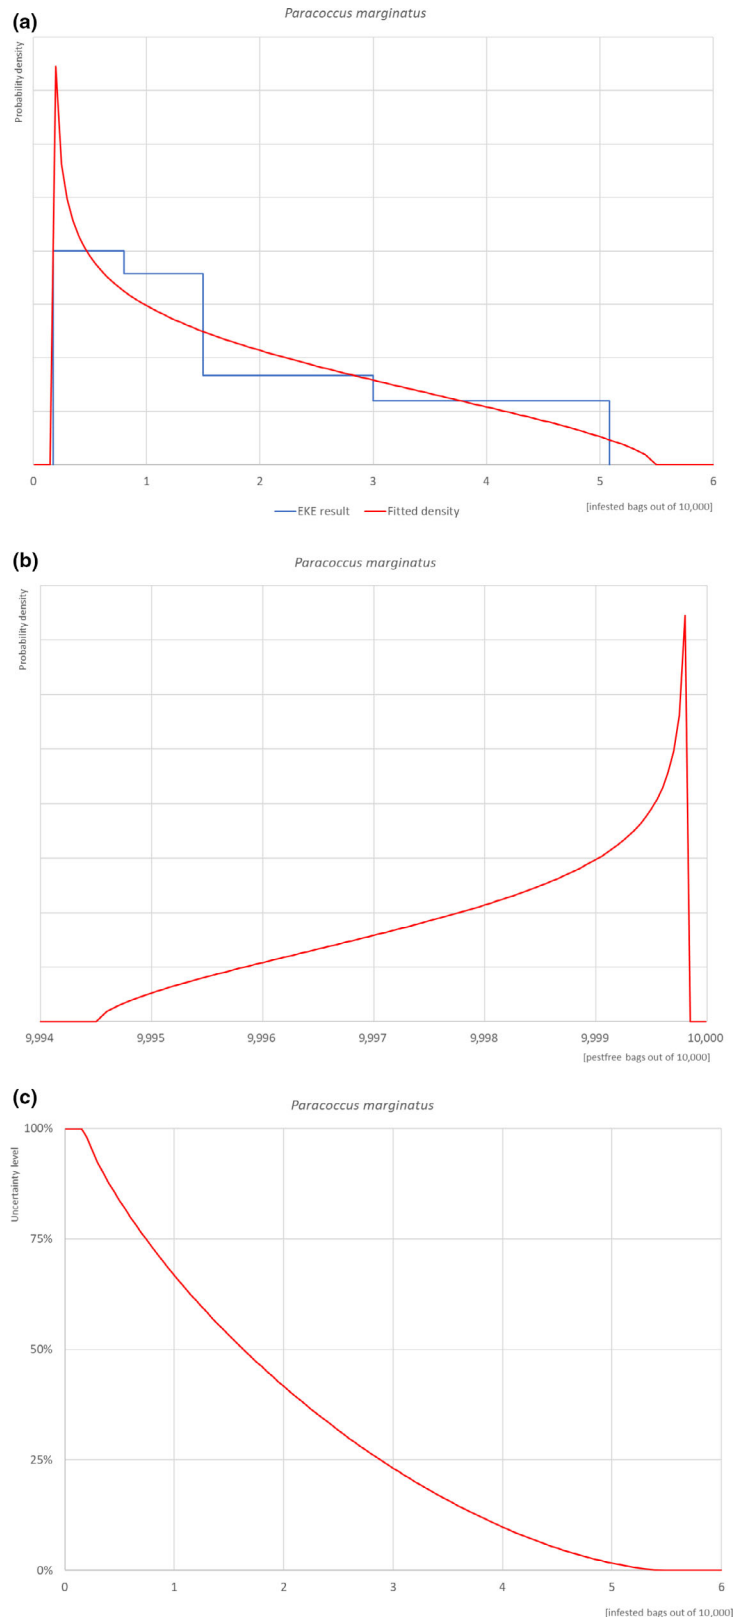 (a)
Paracoccus marginatus
Probability density
0 1 2 3 4 5 6
[infested bags out of 10,000]
EKE result Fitted density
(b)
Paracoccus marginatus
Probability density
9,994 9,995 9,996 9,997 9,998 9,999 10,000
[pestfree bags out of 10,000]
(c)
Paracoccus marginatus
Uncertainty level
100%
75%
50%
25%
0%
0 1 2 3 4 5 6
[infested bags out of 10,000]